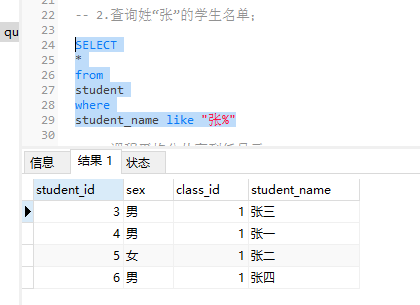 22
-- 2.查询姓“张”的学生名单;
23
qu
24 SELECT
25 *
26 from
27 student
28 where
29 student_name like "张%"
30
信息 结果 1 状态
student_id sex class_id student_name
3 男 1 张三
4 男 1 张一
5 女 1 张二
6 男 1 张四